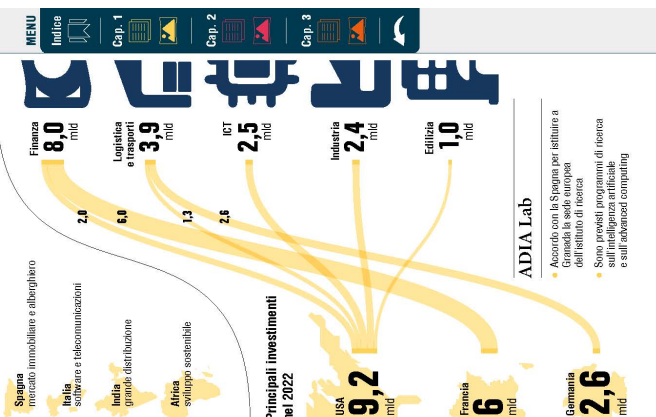 MENU
Indice
Cap. 1
Cap. 2
Cap. 3
Finanza
8,0
mld
Logistica
e trasporti
3,9
mld
ICT
2,5
mld
Industria
2,4
mld
Edilizia
1,0
mld
2,0
6,0
1,3
2,6
Spagna
mercato immobiliare e alberghiero
Italia
software e telecomunicazioni
India
grande distribuzione
Africa
sviluppo sostenibile
Principali investimenti
nel 2022
USA
9,2
mld
Francia
6
mld
Germania
2,6
mld
ADIA Lab
Accordo con la Spagna per istituire a
Granada la sede europea
dell'istituto di ricerca
Sono previsti programmi di ricerca
sull'intelligenza artificiale
e sull'advanced computing